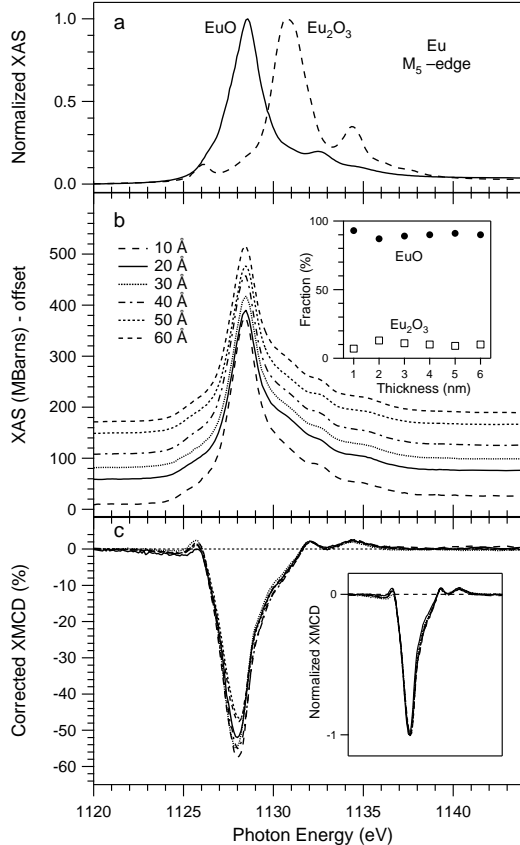 a
EuO
Eu2O3
Eu
M5 –edge
Normalized XAS
1.0
0.5
0.0
b
10 Å
20 Å
30 Å
40 Å
50 Å
60 Å
XAS (MBarns) - offset
500
400
300
200
100
0
Fraction (%)
100
50
0
EuO
Eu2O3
1 2 3 4 5 6
Thickness (nm)
c
Corrected XMCD (%)
0
-10
-20
-30
-40
-50
-60
Normalized XMCD
0
-1
1120 1125 1130 1135 1140
Photon Energy (eV)